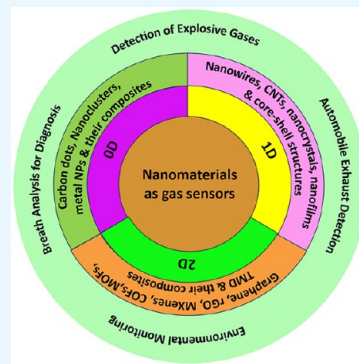 Detection of Explosive Gases
Automobile Exhaust Detection
Environmental Monitoring
Breath Analysis for Diagnosis
Carbon dots, Nanoclusters,
metal NPs & their composites
Nanowires, CNTs, nanocrystals, nanofilms
& core-shell structures
Graphene, rGO, MXenes, COFs,MOFs,
TMD & their composites
0D
1D
2D
Nanomaterials
as gas sensors